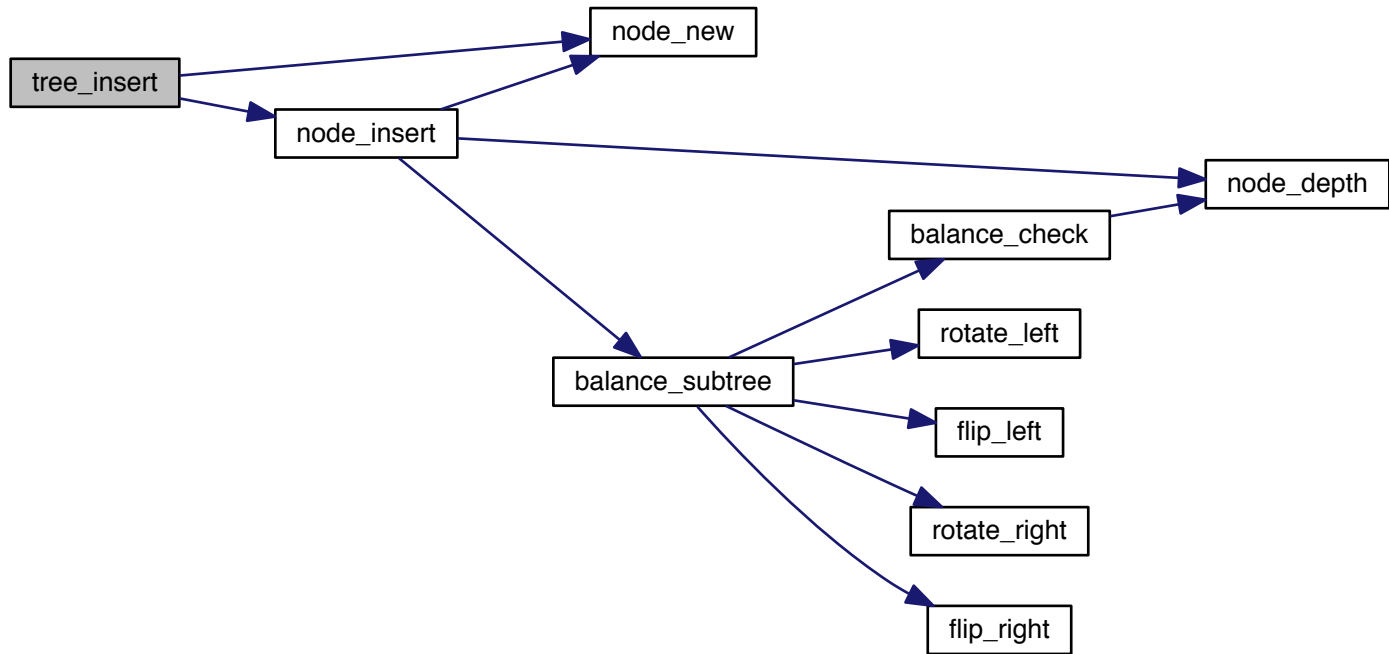 node_new
tree_insert
node_insert
node_depth
balance_check
rotate_left
balance_subtree
flip_left
rotate_right
flip_right